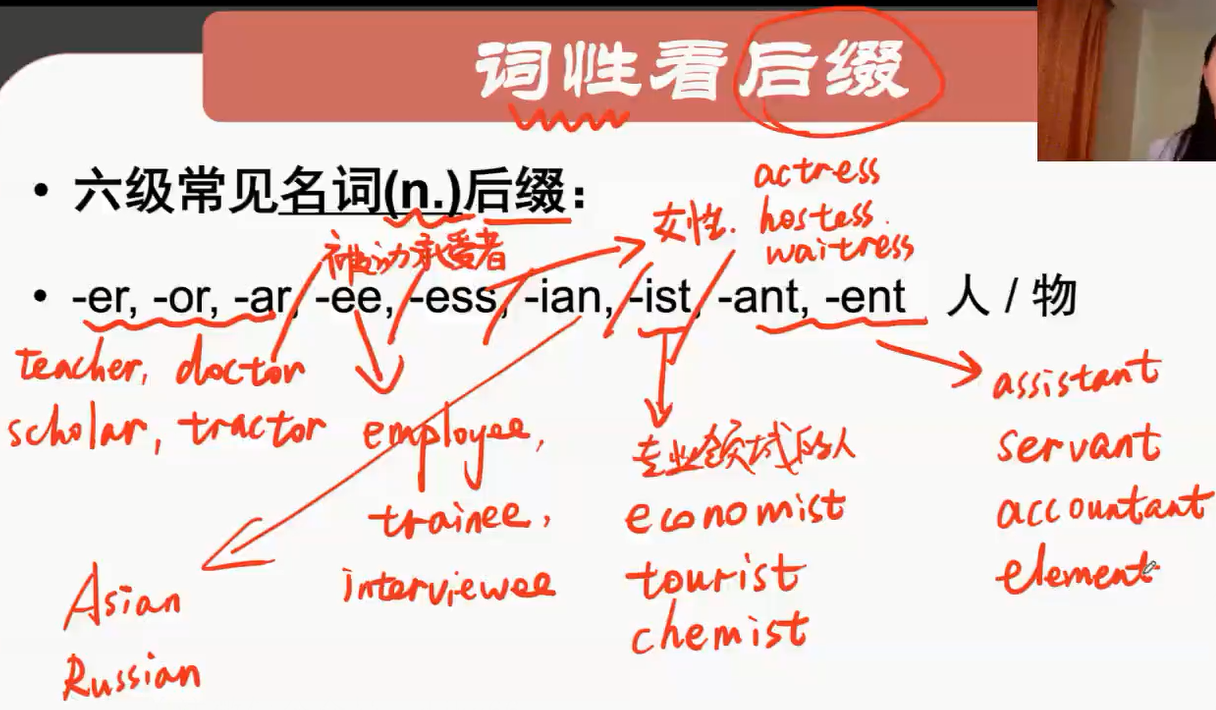 词性看后缀
• 六级常见名词(n.)后缀：
被动承受者
女性.
actress
hostess.
waitress
• -er, -or, -ar, -ee, -ess, -ian, -ist, -ant, -ent 人 / 物
teacher, doctor
scholar, tractor
employee,
trainee,
interviewee
Asian
Russian
专业领域的人
economist
tourist
chemist
assistant
servant
accountant
element